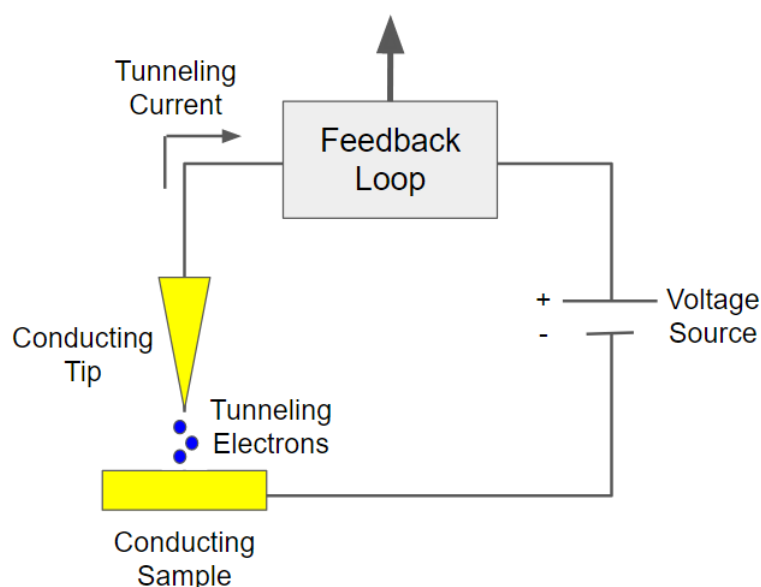 Tunneling
Current
Feedback
Loop
+
-
Voltage
Source
Conducting
Tip
Tunneling
Electrons
Conducting
Sample